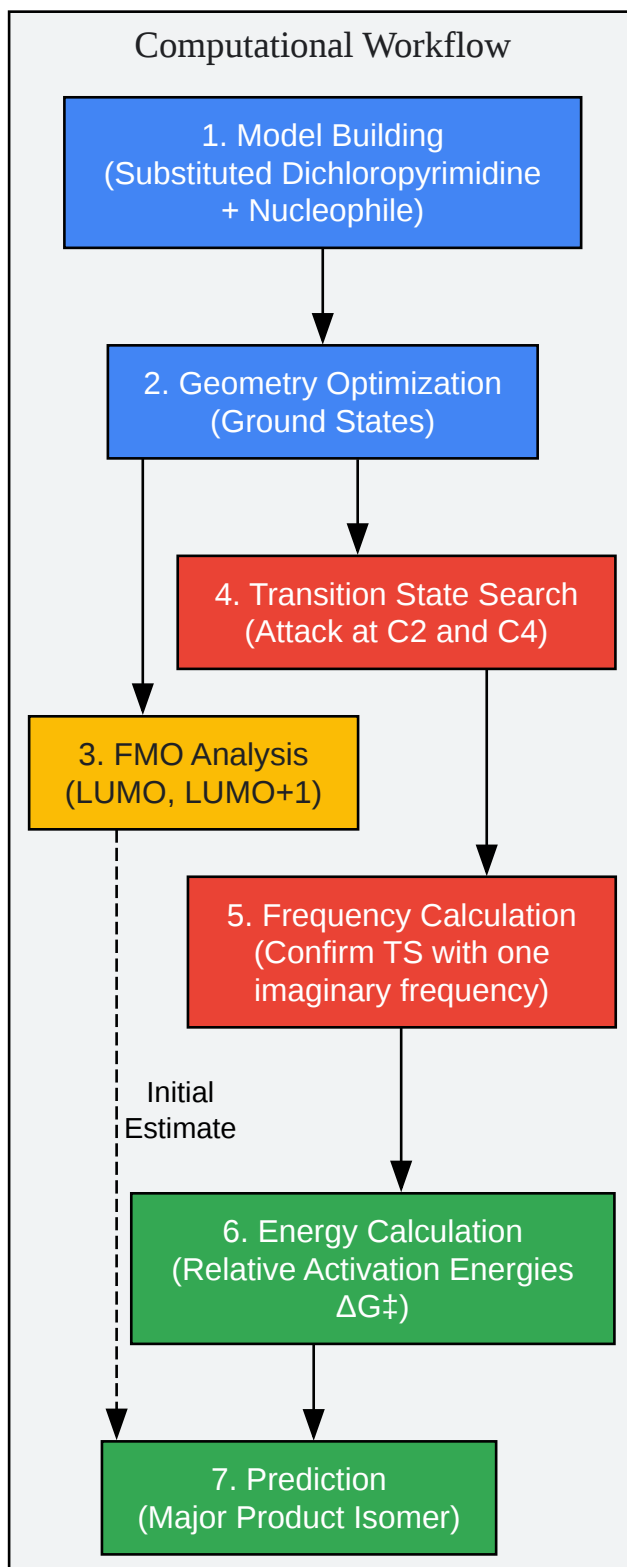 Computational Workflow
1. Model Building
(Substituted Dichloropyrimidine
+ Nucleophile)
2. Geometry Optimization
(Ground States)
4. Transition State Search
(Attack at C2 and C4)
3. FMO Analysis
(LUMO, LUMO+1)
5. Frequency Calculation
(Confirm TS with one
imaginary frequency)
Initial
Estimate
6. Energy Calculation
(Relative Activation Energies
ΔG‡)
7. Prediction
(Major Product Isomer)